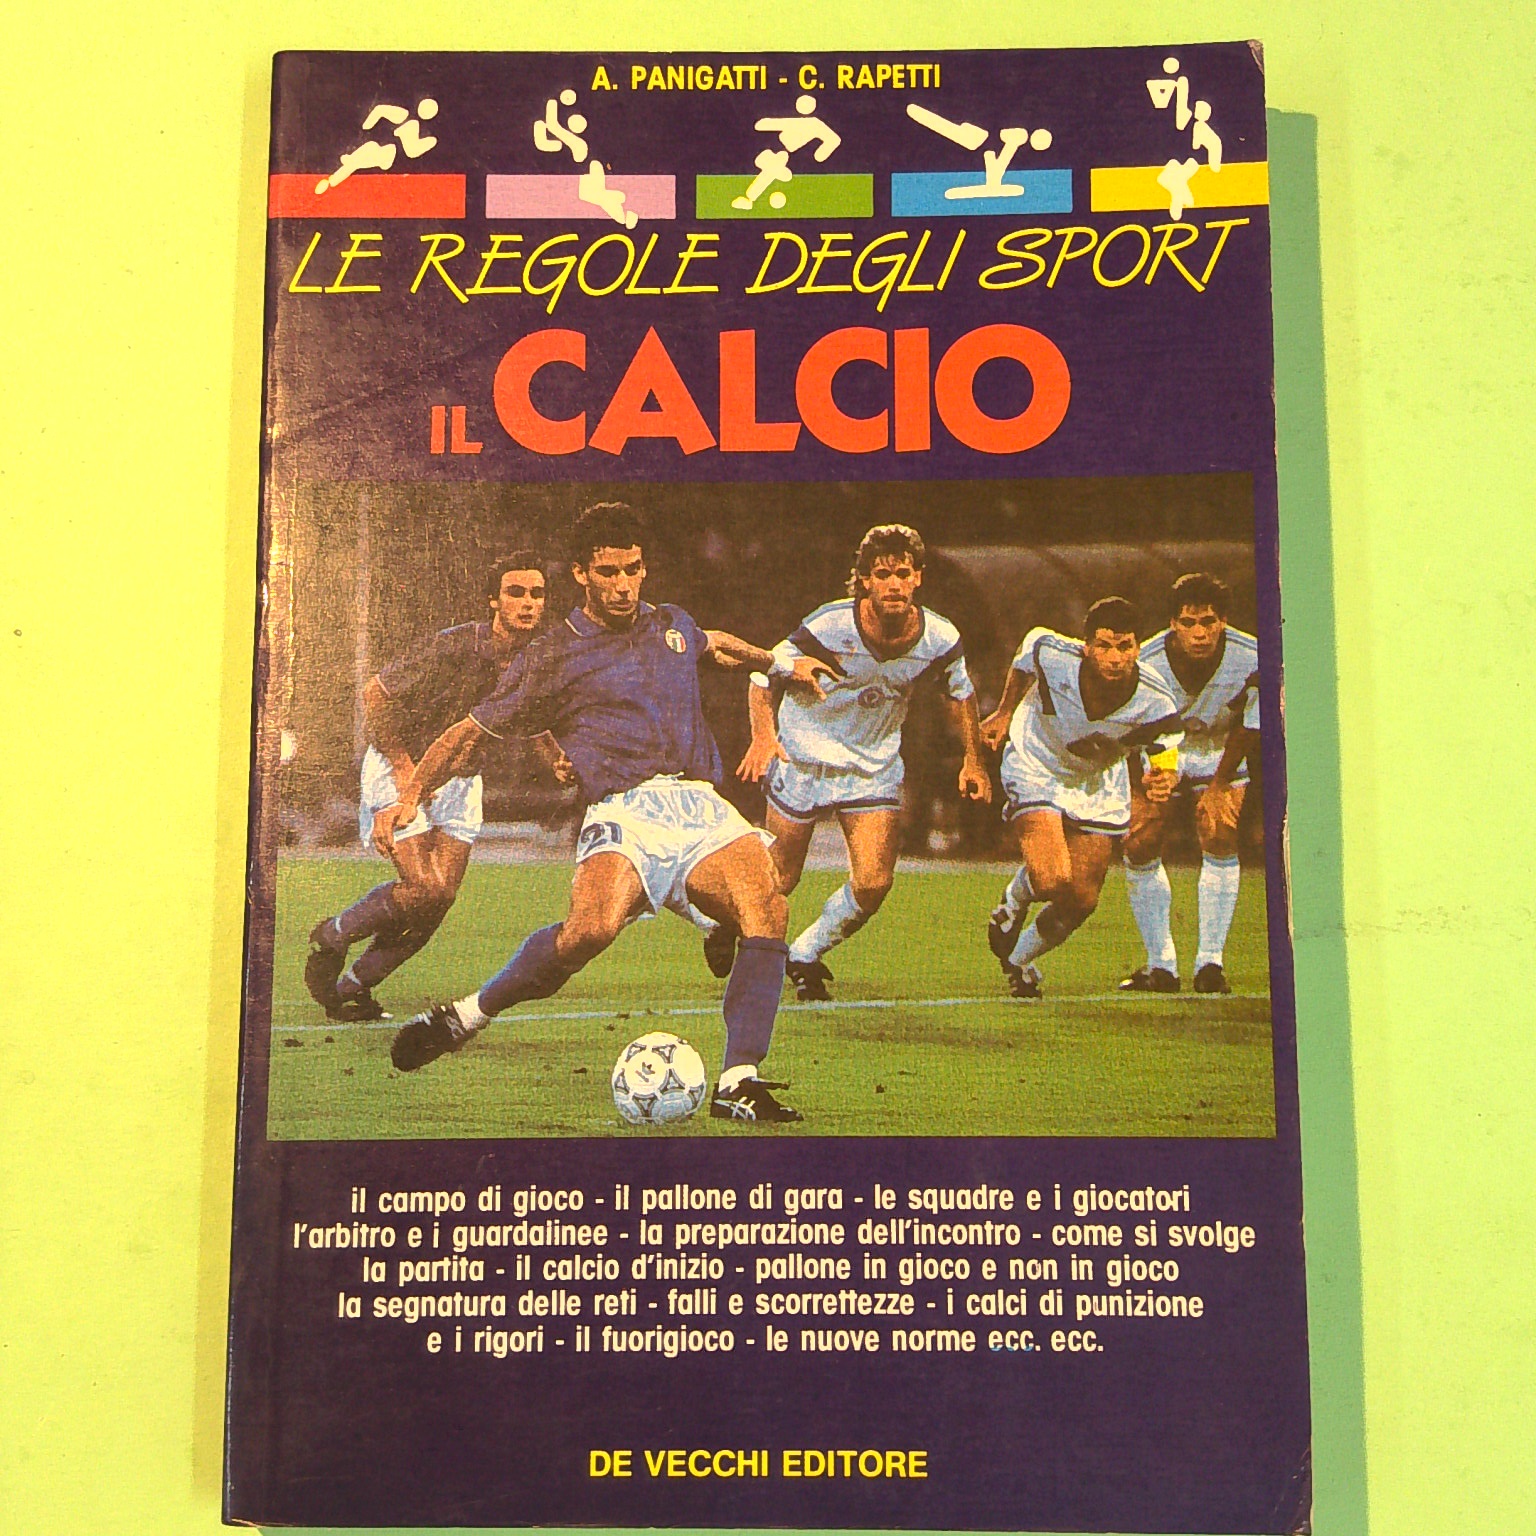 A. PANIGATTI - C. RAPETTI
LE REGOLE DEGLI SPORT
IL CALCIO
21
il campo di gioco - il pallone di gara - le squadre e i giocatori
l'arbitro e i guardalinee - la preparazione dell'incontro - come si svolge
la partita - il calcio d'inizio - pallone in gioco e non in gioco
la segnatura delle reti - falli e scorrettezze - i calci di punizione
e i rigori - il fuorigioco - le nuove norme ecc. ecc.
DE VECCHI EDITORE